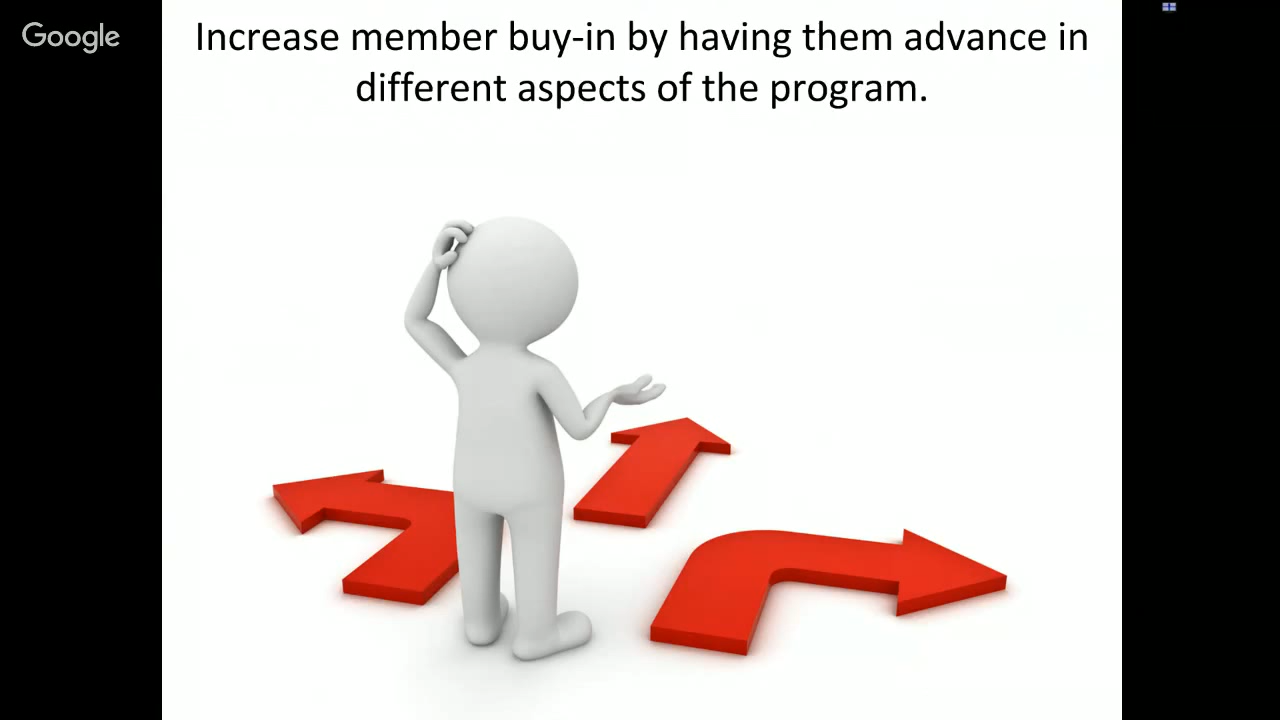 Google
Increase member buy-in by having them advance in
different aspects of the program.